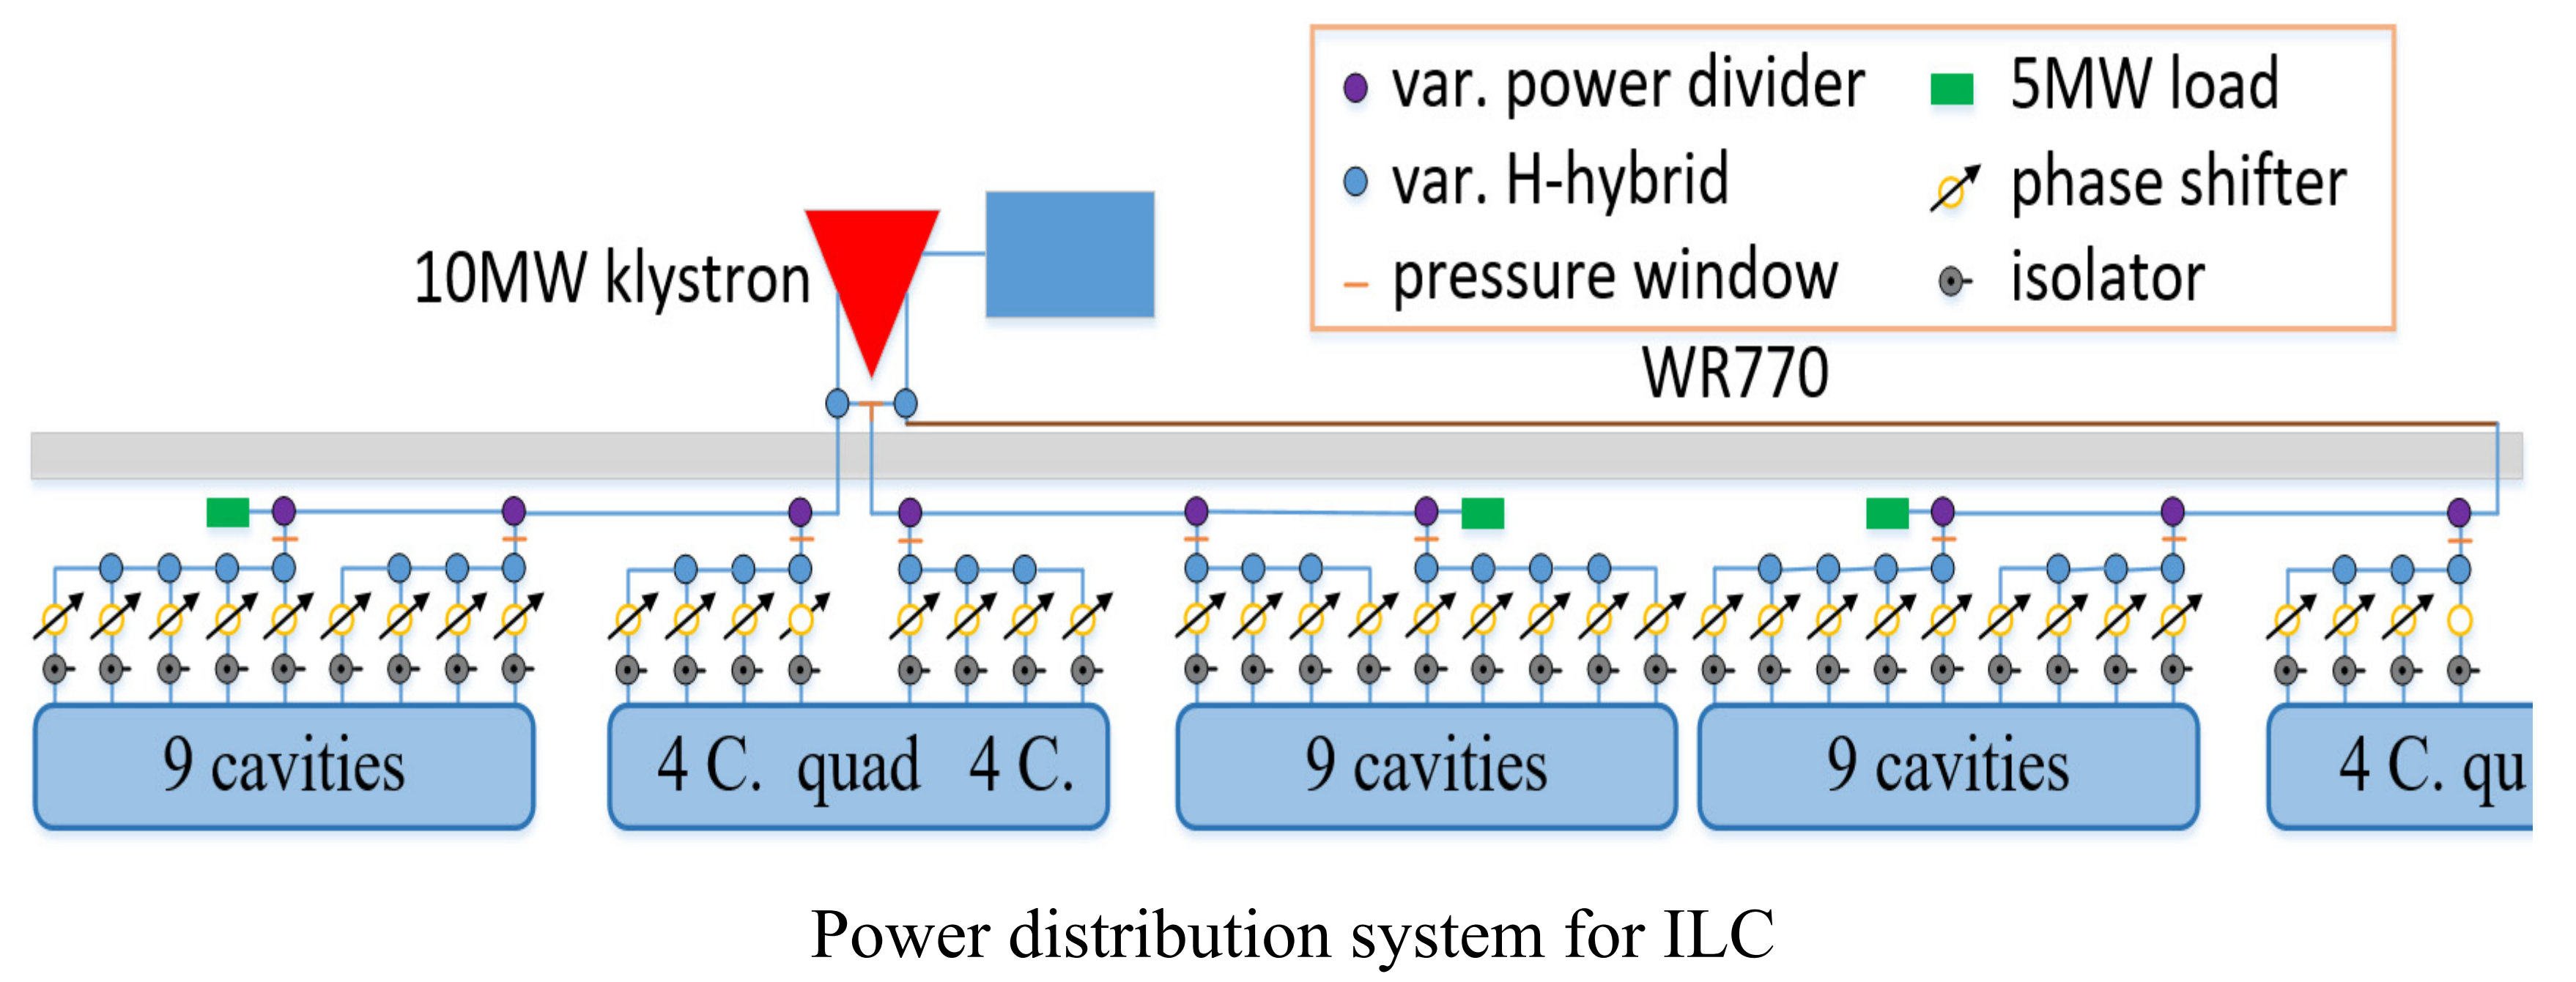 var. power divider
5MW load
var. H-hybrid
phase shifter
pressure window
isolator
10MW klystron
WR770
9 cavities
4 C. quad 4 C.
9 cavities
9 cavities
4 C. qu
Power distribution system for ILC